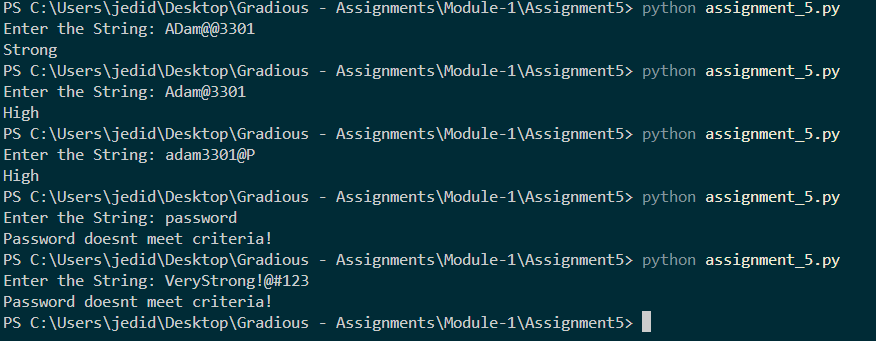 PS C:\Users\jedid\Desktop\Gradious - Assignments\Module-1\Assignment5> python assignment_5.py
Enter the String: ADam@@3301
Strong
PS C:\Users\jedid\Desktop\Gradious - Assignments\Module-1\Assignment5> python assignment_5.py
Enter the String: Adam@3301
High
PS C:\Users\jedid\Desktop\Gradious - Assignments\Module-1\Assignment5> python assignment_5.py
Enter the String: adam3301@P
High
PS C:\Users\jedid\Desktop\Gradious - Assignments\Module-1\Assignment5> python assignment_5.py
Enter the String: password
Password doesnt meet criteria!
PS C:\Users\jedid\Desktop\Gradious - Assignments\Module-1\Assignment5> python assignment_5.py
Enter the String: VeryStrong!@#123
Password doesnt meet criteria!
PS C:\Users\jedid\Desktop\Gradious - Assignments\Module-1\Assignment5>